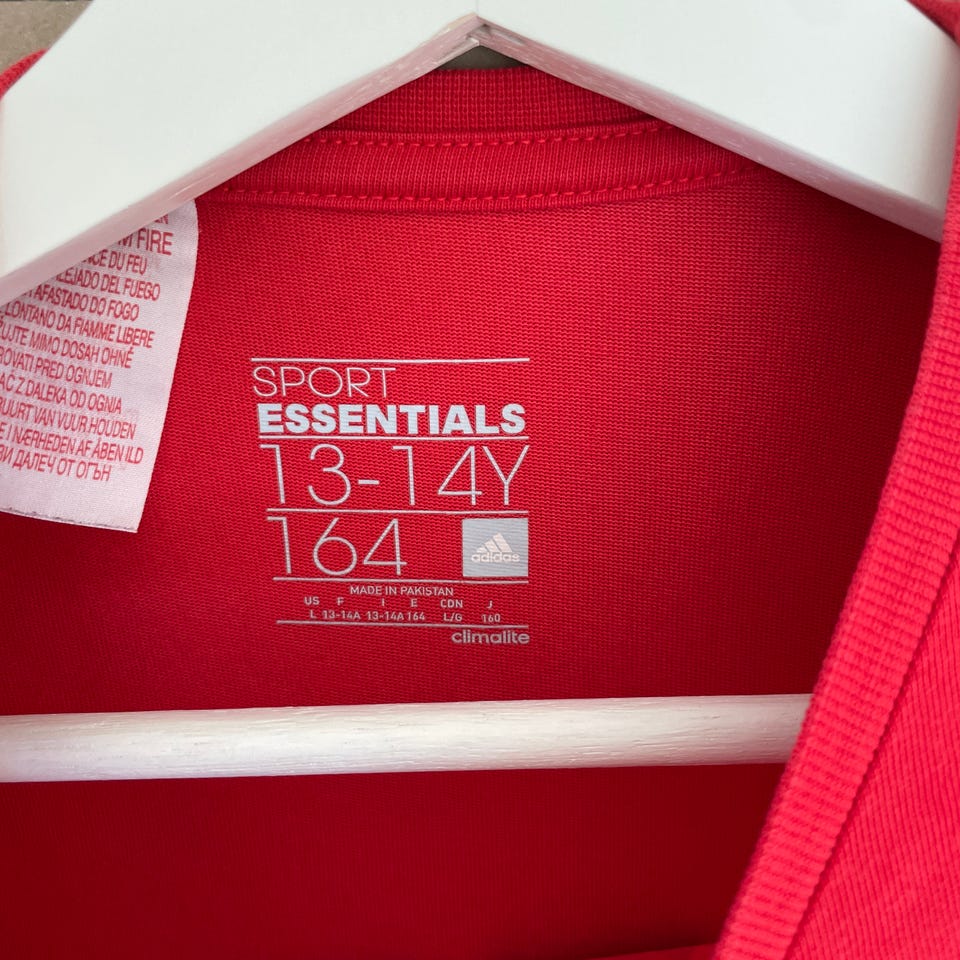 M FIRE
DU FEU
DEL FUEGO
AFASTADO DO FOGO
LONTANO DA FIAMME LIBERE
MIMO DOSAH OHNĚ
PRED OGNJEM
Z DALEKA OD OGNIA
VAN VUUR HOUDEN
I NÆRHEDEN AF ÅBEN ILD
ДАЛЕЧ ОТ ОГЪН
SPORT
ESSENTIALS
13-14Y
164
adidas
MADE IN PAKISTAN
US F I E CDN J
L 13-14A 13-14A 164 L/G 160
climalite